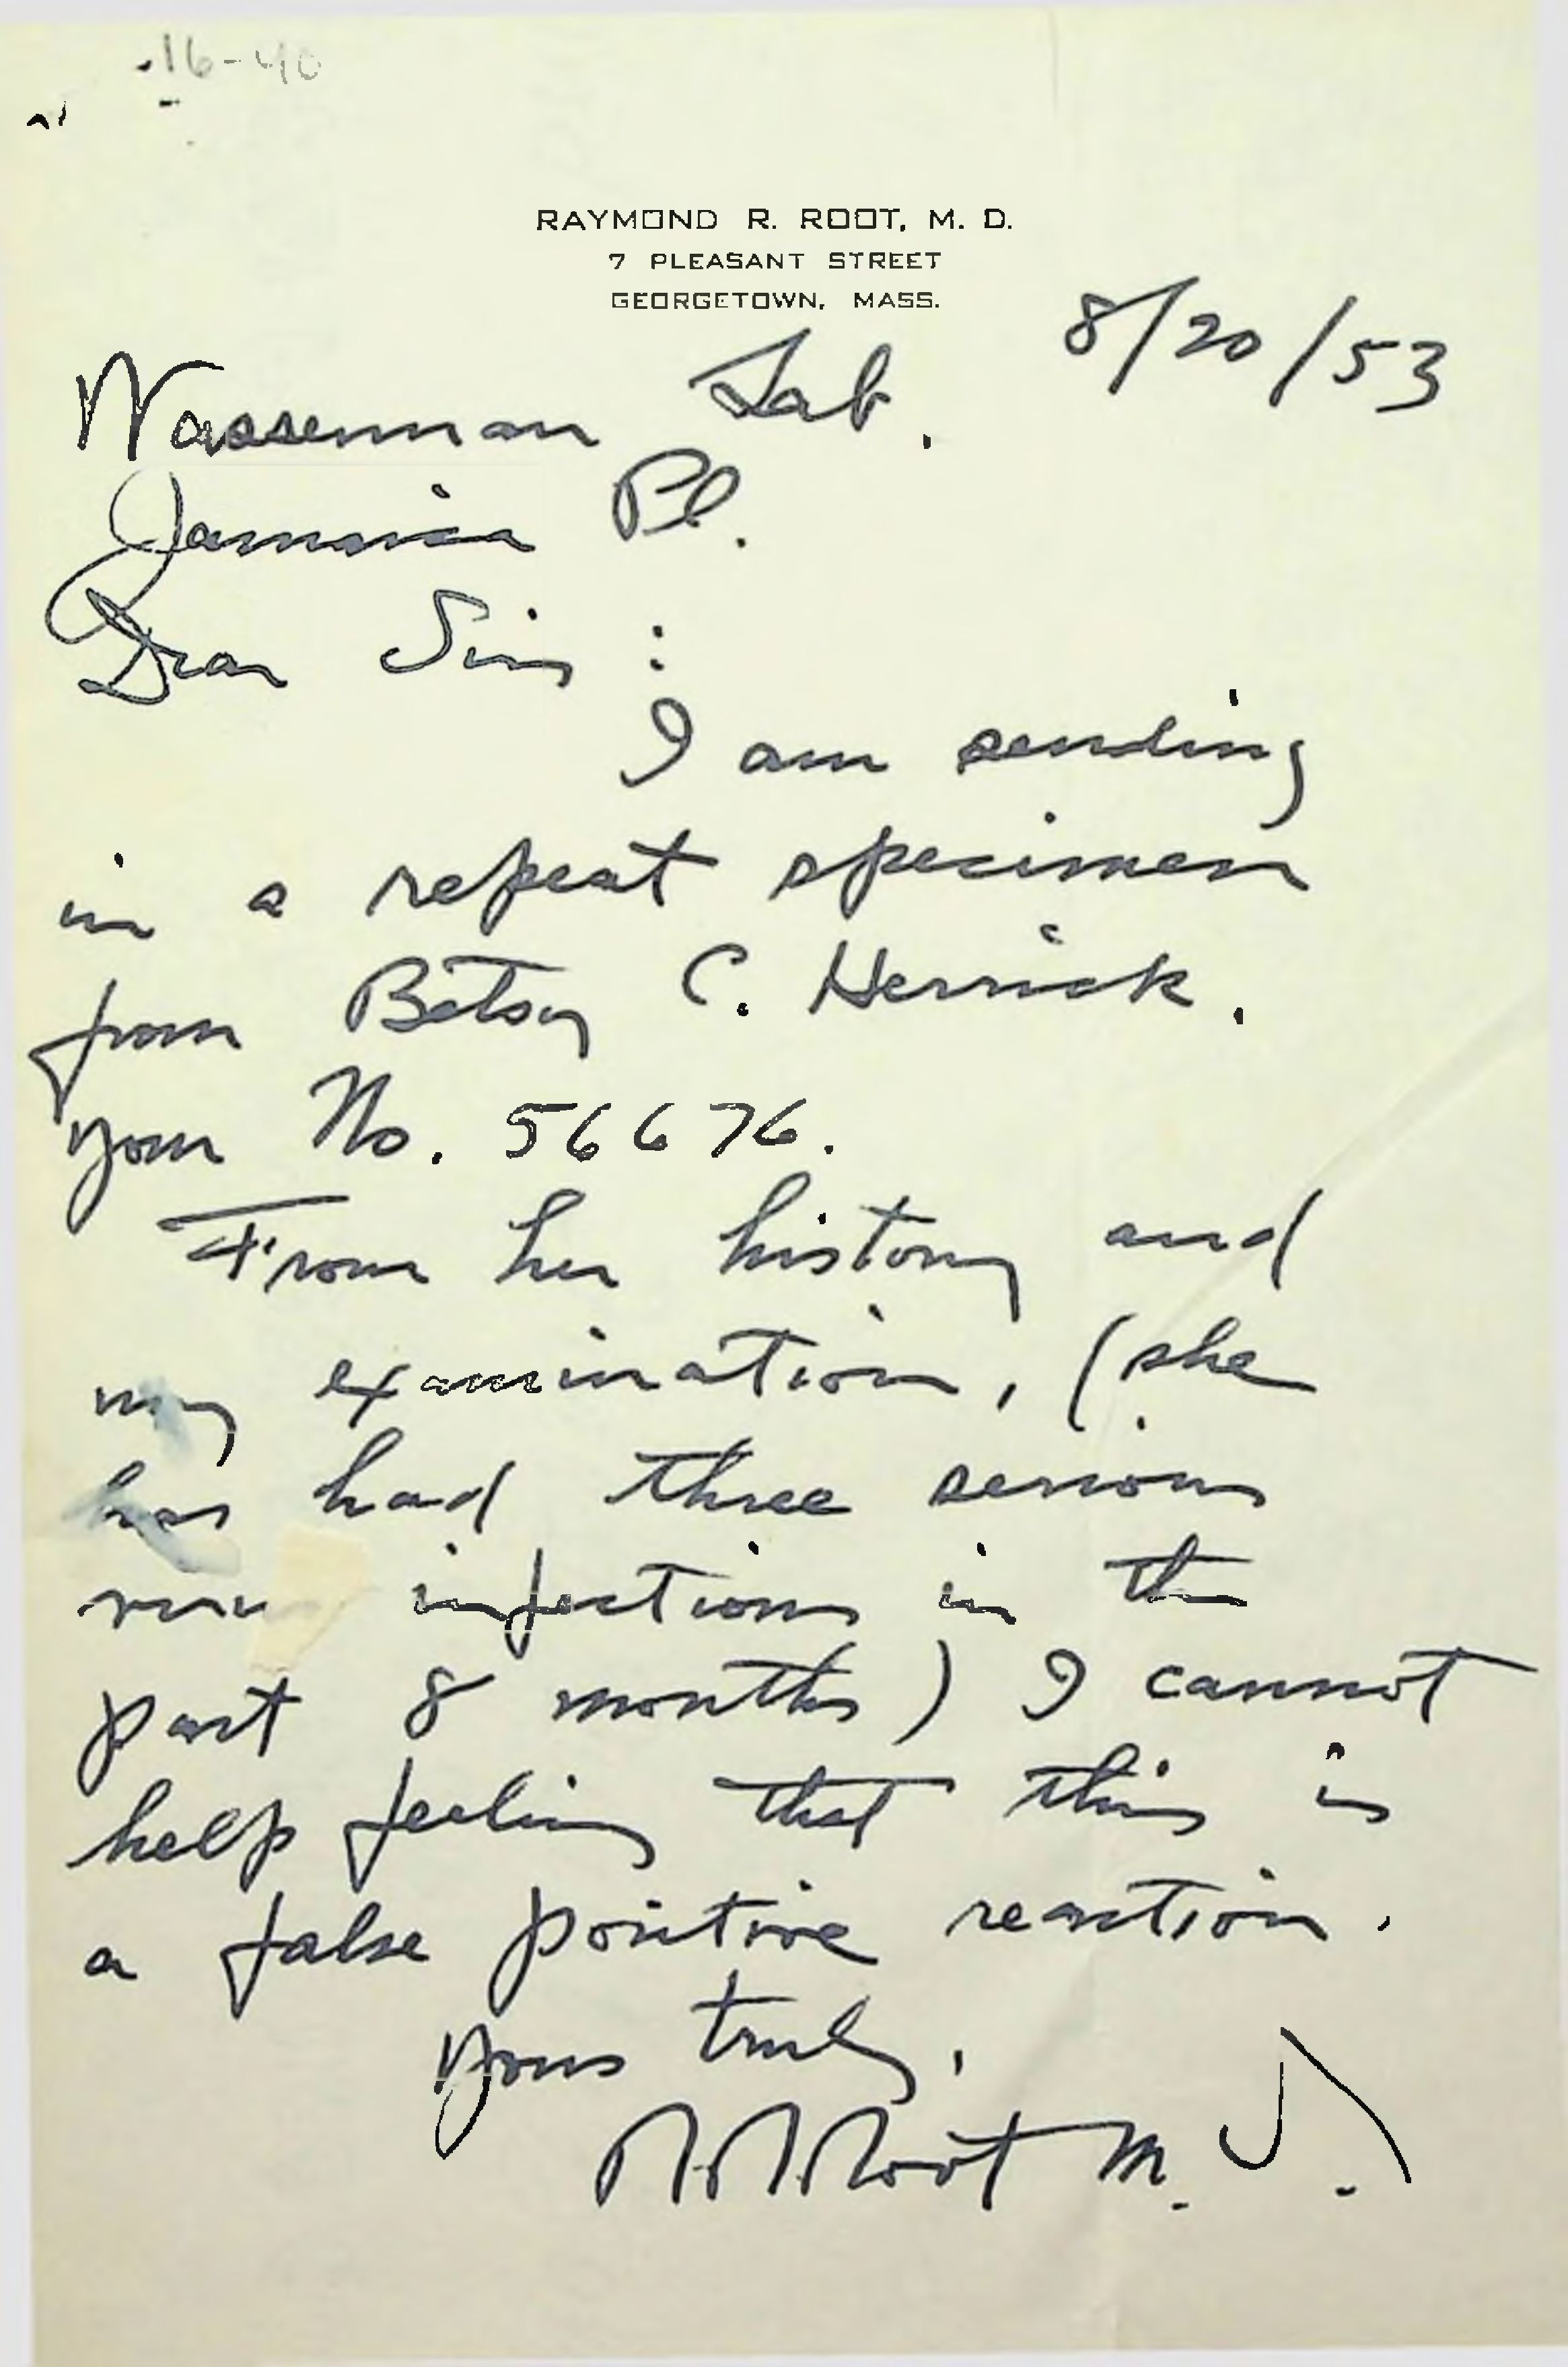 16-40
RAYMOND R. ROOT, M. D.
7 PLEASANT STREET
GEORGETOWN, MASS.
8/20/53
Wasserman Lab.
Jamaica Pl.
Dear Sirs :
I am sending
in a repeat specimen
from Betsy C. Herrick.
your No. 56676.
From her history and
my examination, (she
has had three serious
infections in the
past 8 months) I cannot
help feeling that this is
a false positive reaction.
Yours truly,
R R Root M. D.